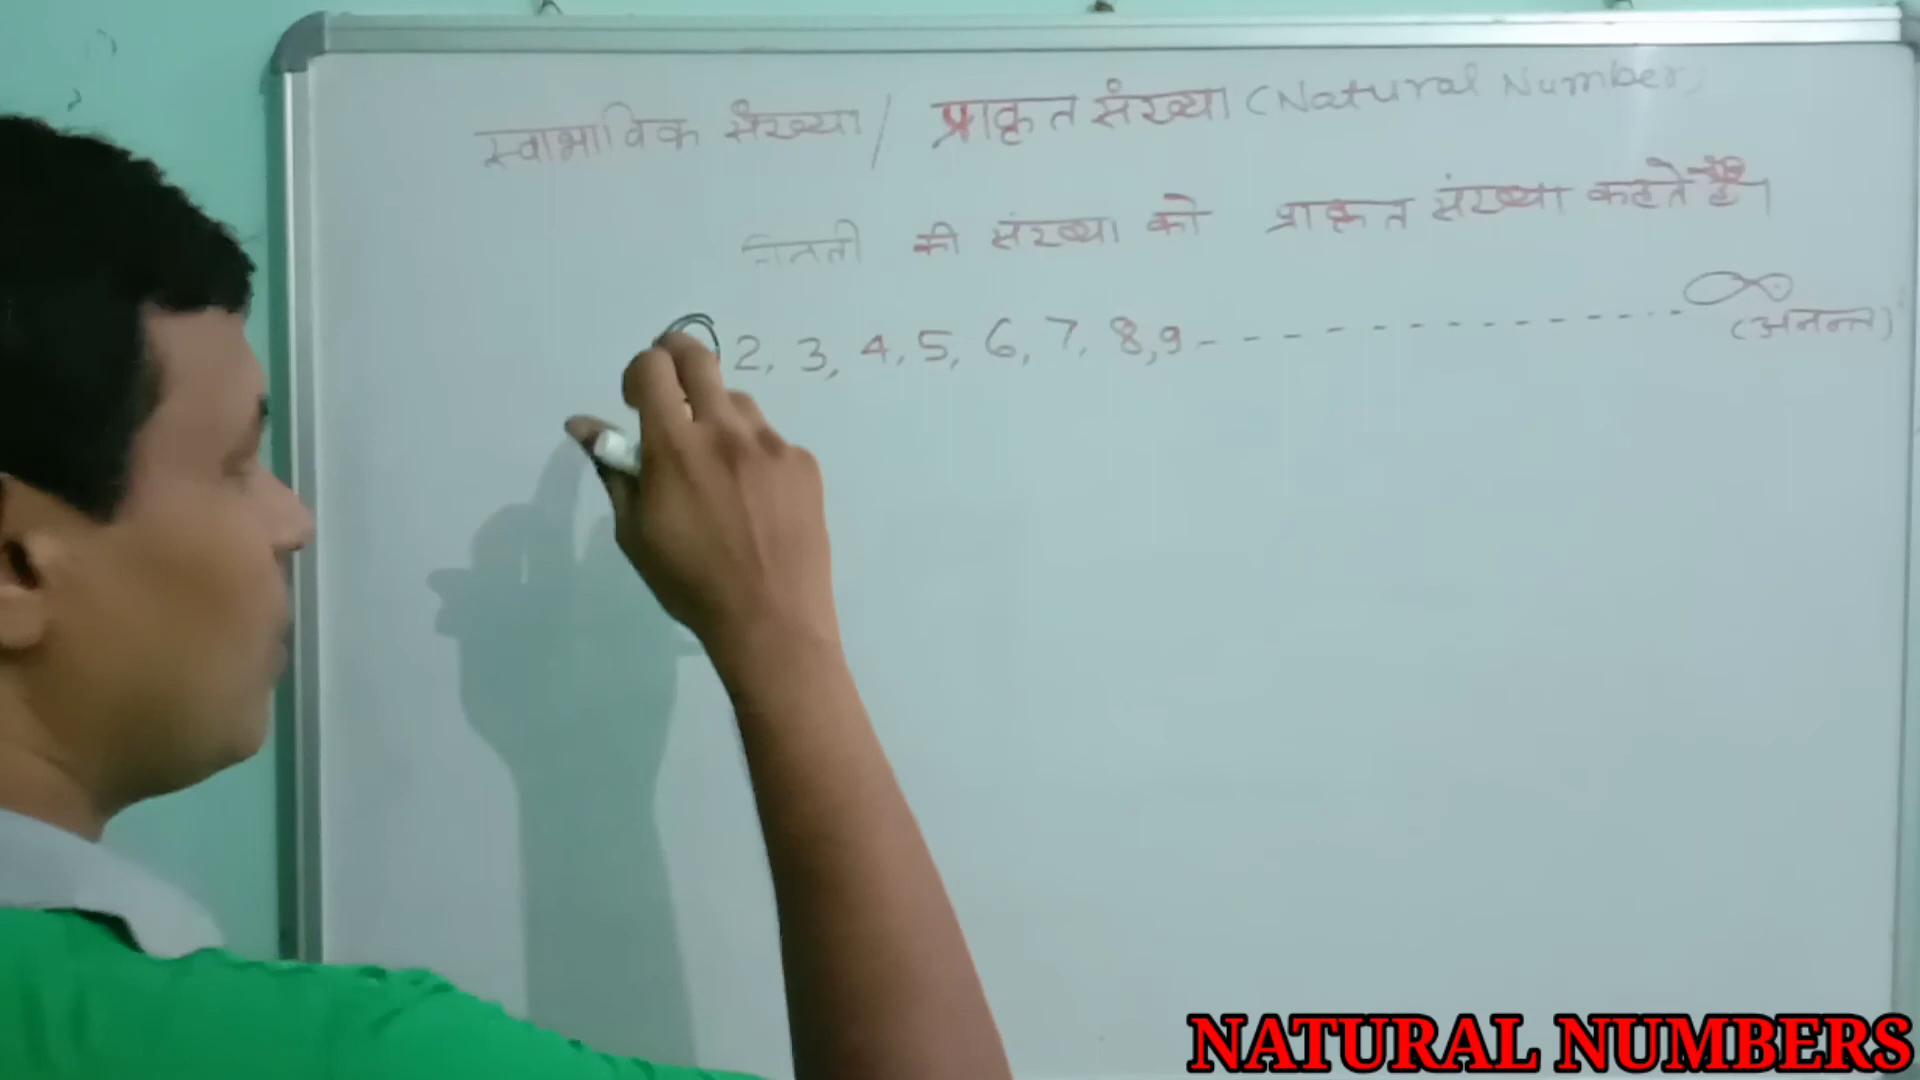 स्वाभाविक संख्या / प्राकृत संख्या (Natural Number)
गिनती की संख्या को प्राकृत संख्या कहते है।
2, 3, 4, 5, 6, 7, 8, 9 - - - - - - - - - - - - ∞
(अनन्त)
NATURAL NUMBERS